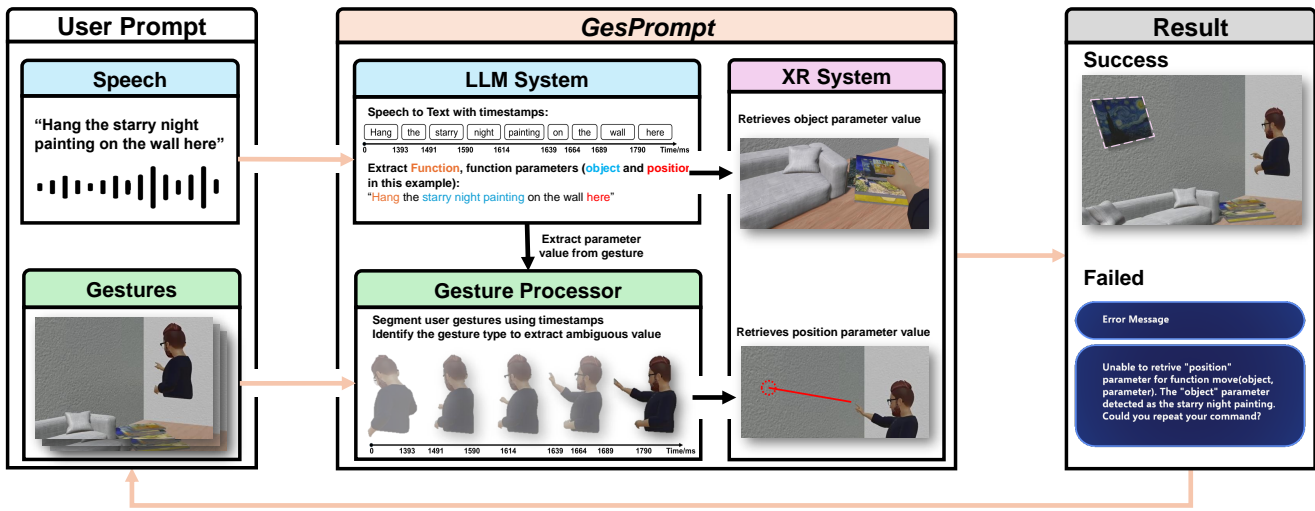 User Prompt
Speech
“Hang the starry night
painting on the wall here”
Gestures
GesPrompt
LLM System
Speech to Text with timestamps:
Hang the starry night painting on the wall here
0 1393 1491 1590 1614 1639 1664 1689 1790 Time/ms
Extract Function, function parameters (object and position
in this example):
“Hang the starry night painting on the wall here”
Extract parameter
value from gesture
Gesture Processor
Segment user gestures using timestamps
Identify the gesture type to extract ambiguous value
0 1393 1491 1590 1614 1639 1664 1689 1790 Time/ms
XR System
Retrieves object parameter value
Retrieves position parameter value
Result
Success
Failed
Error Message
Unable to retrive "position"
parameter for function move(object,
parameter). The "object" parameter
detected as the starry night painting.
Could you repeat your command?